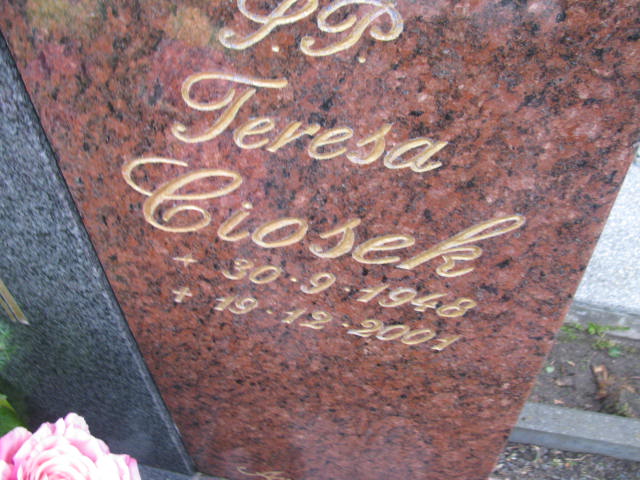 ŚP.
Teresa
Ciosek
+ 30.9.1948
+ 19.12.2001